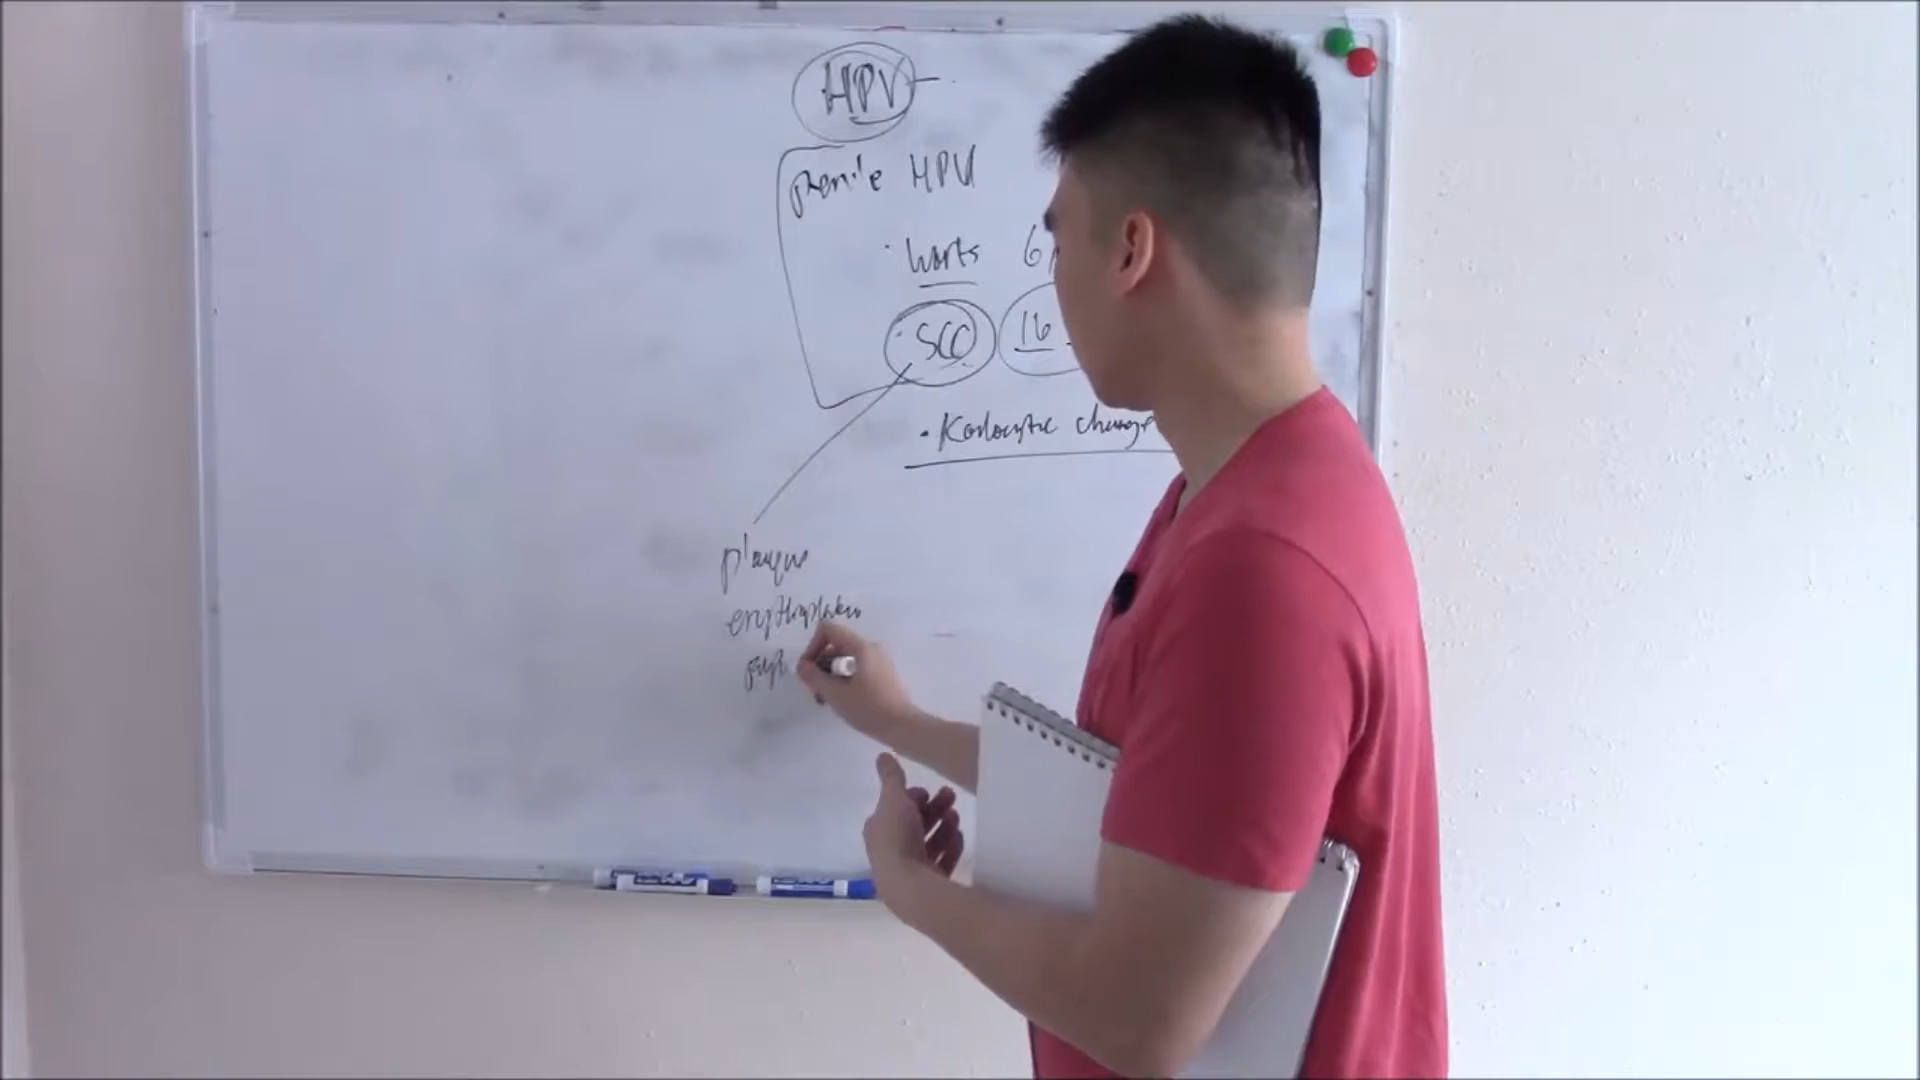 HPV -
penile HPV
· warts 6
· SCC 16
· Koilocytic change
plaque
erythroplakia